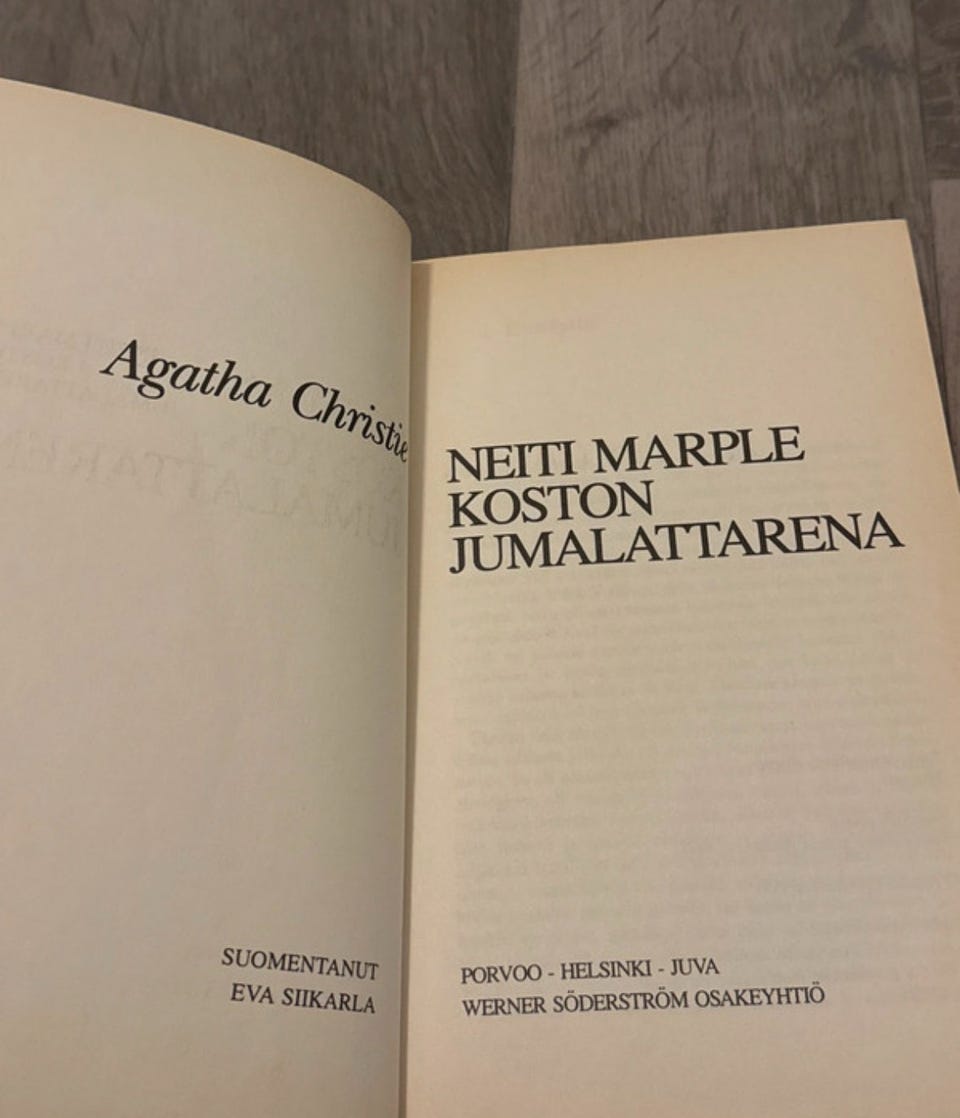 Agatha Christie
SUOMENTANUT
EVA SIIKARLA
NEITI MARPLE
KOSTON
JUMALATTARENA
PORVOO - HELSINKI - JUVA
WERNER SÖDERSTRÖM OSAKEYHTIÖ